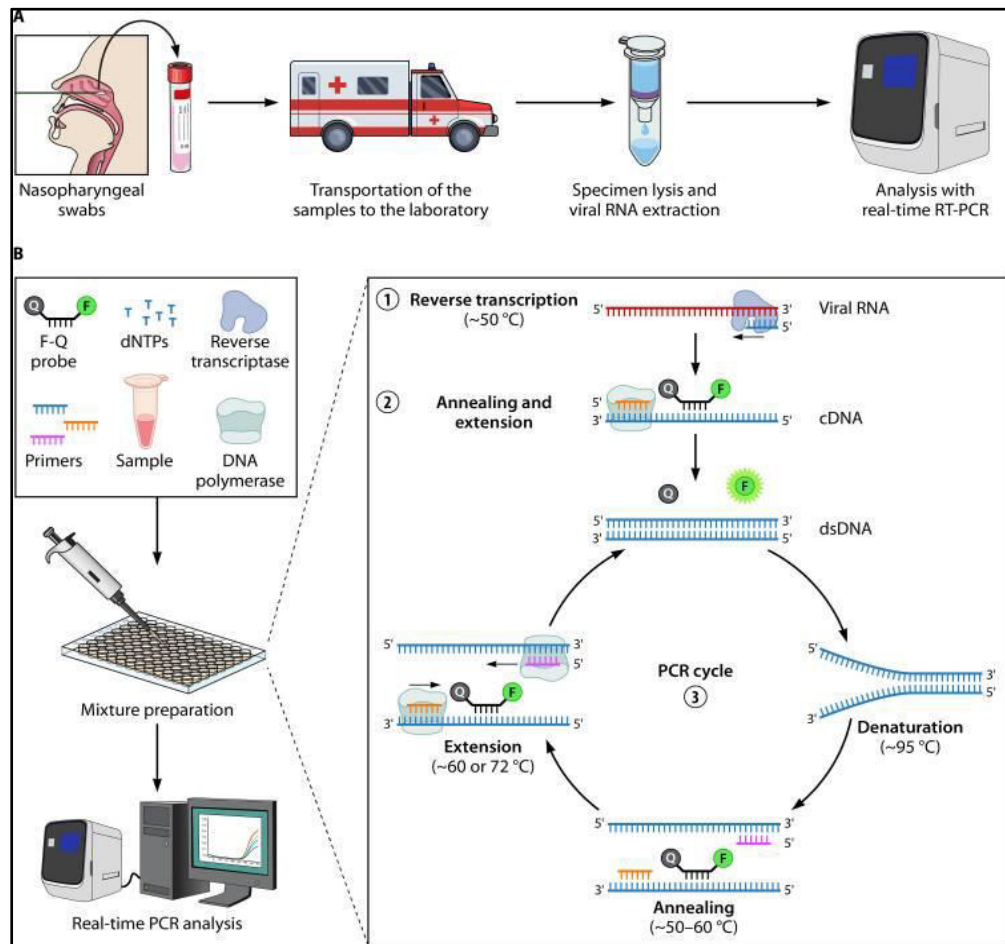 A
Nasopharyngeal
swabs
Transportation of the
samples to the laboratory
Specimen lysis and
viral RNA extraction
Analysis with
real-time RT-PCR
B
Q F
F-Q
probe
T T T T T T
dNTPs
Reverse
transcriptase
Primers
Sample
DNA
polymerase
Mixture preparation
Real-time PCR analysis
1 Reverse transcription
(~50 °C)
5' 3'
5'
Viral RNA
2 Annealing and
extension
Q F
5'
3' 5'
cDNA
Q F
5' 3'
3' 5'
dsDNA
PCR cycle
3
5' 3'
3' 5'
Denaturation
(~95 °C)
5' 3'
5'
Q F
3' 5'
Annealing
(~50–60 °C)
5' 3'
5'
Q F
3' 5'
Extension
(~60 or 72 °C)